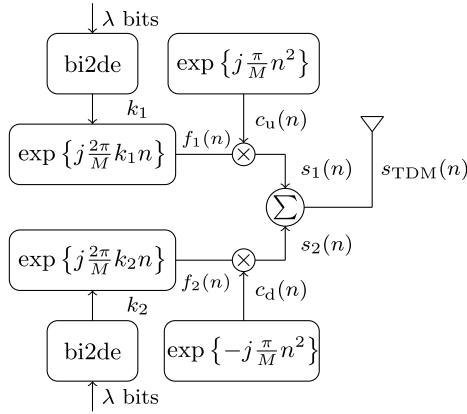 λ bits
bi2de
exp {j π/M n²}
k₁
c_u(n)
exp {j 2π/M k₁n}
f₁(n)
×
s₁(n)
s_TDM(n)
∑
s₂(n)
exp {j 2π/M k₂n}
×
f₂(n)
c_d(n)
k₂
bi2de
exp {−j π/M n²}
λ bits